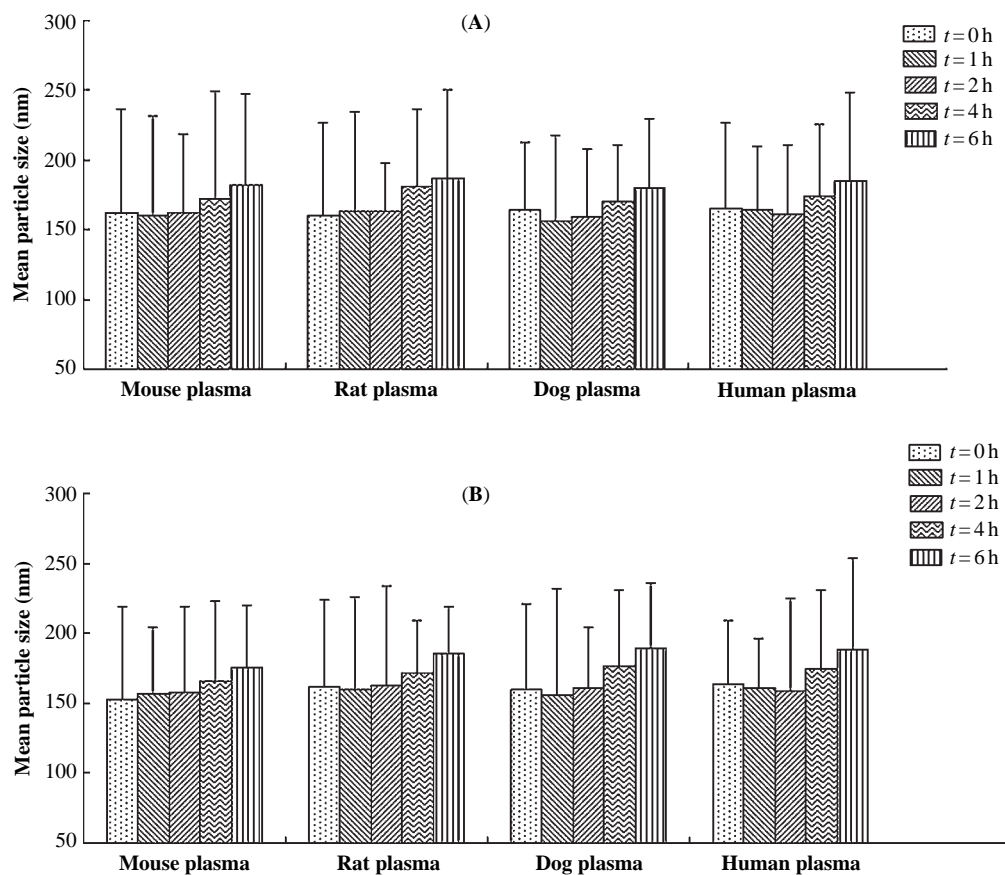 (A)
300
250
200
150
100
50
Mean particle size (nm)
t=0 h
t=1 h
t=2 h
t=4 h
t=6 h
Mouse plasma
Rat plasma
Dog plasma
Human plasma
(B)
300
250
200
150
100
50
Mean particle size (nm)
t=0 h
t=1 h
t=2 h
t=4 h
t=6 h
Mouse plasma
Rat plasma
Dog plasma
Human plasma